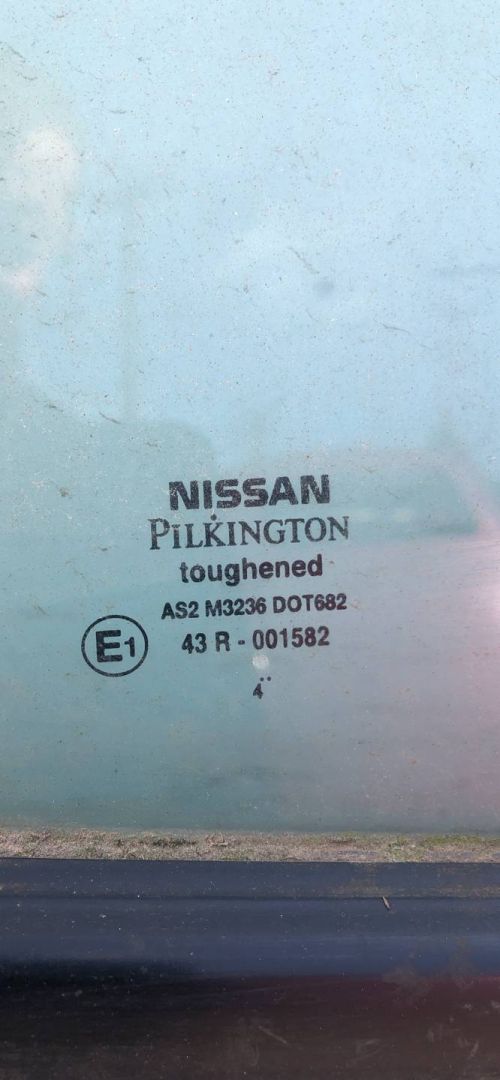 NISSAN
PILKINGTON
toughened
AS2 M3236 DOT682
E1 43 R - 001582
4